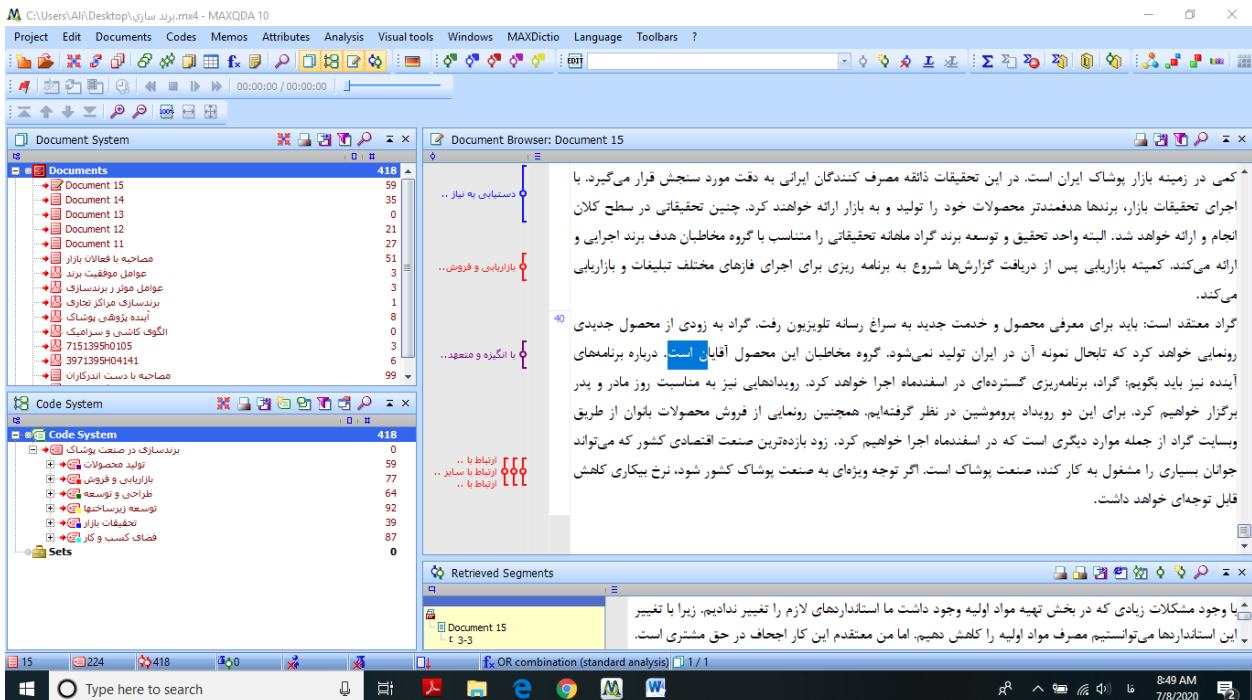 C:\Users\Ali\Desktop\برند سازي.mx4 - MAXQDA 10
Project Edit Documents Codes Memos Attributes Analysis Visual tools Windows MAXDictio Language Toolbars ?
EDIT
00:00:00 / 00:00:00
100%
Document System
Documents 418
Document 15 59
Document 14 35
Document 13 0
Document 12 21
Document 11 27
مصاحبه با فعالان بازار 51
عوامل موفقیت برند 3
عوامل موثر ر برندسازی 3
برندسازی مراکز تجاری 1
آینده پژوهی پوشاک 8
الگوی کاشی و سرامیک 0
7151395h0105 3
3971395H04141 6
مصاحبه با دست اندرکاران 99
Code System
Code System 418
برندسازی در صنعت پوشاک 0
تولید محصولات 59
بازاریابی و فروش 77
طراحی و توسعه 64
توسعه زیرساختها 92
تحقیقات بازار 39
فضای کسب و کار 87
Sets 0
Document Browser: Document 15
دستیابی به نیاز ..
بازاریابی و فروش..
با انگیزه و متعهد..
ارتباط با ..
ارتباط با سایر ..
ارتباط با ..
کمی در زمینه بازار پوشاک ایران است. در این تحقیقات ذائقه مصرف کنندگان ایرانی به دقت مورد سنجش قرار می‌گیرد. با
اجرای تحقیقات بازار، برندها هدفمندتر محصولات خود را تولید و به بازار ارائه خواهند کرد. چنین تحقیقاتی در سطح کلان
انجام و ارائه خواهد شد. البته واحد تحقیق و توسعه برند گراد ماهانه تحقیقاتی را متناسب با گروه مخاطبان هدف برند اجرایی و
ارائه می‌کند. کمیته بازاریابی پس از دریافت گزارش‌ها شروع به برنامه ریزی برای اجرای فازهای مختلف تبلیغات و بازاریابی
می‌کند.
40
گراد معتقد است: باید برای معرفی محصول و خدمت جدید به سراغ رسانه تلویزیون رفت. گراد به زودی از محصول جدیدی
رونمایی خواهد کرد که تابحال نمونه آن در ایران تولید نمی‌شود. گروه مخاطبان این محصول آقایان است. درباره برنامه‌های
آینده نیز باید بگویم: گراد، برنامه‌ریزی گسترده‌ای در اسفندماه اجرا خواهد کرد. رویدادهایی نیز به مناسبت روز مادر و پدر
برگزار خواهیم کرد. برای این دو رویداد پروموشین در نظر گرفته‌ایم. همچنین رونمایی از فروش محصولات بانوان از طریق
وبسایت گراد از جمله موارد دیگری است که در اسفندماه اجرا خواهیم کرد. زود بازده‌ترین صنعت اقتصادی کشور که می‌تواند
جوانان بسیاری را مشغول به کار کند، صنعت پوشاک است. اگر توجه ویژه‌ای به صنعت پوشاک کشور شود، نرخ بیکاری کاهش
قابل توجه‌ای خواهد داشت.
Retrieved Segments
Document 15
3-3
با وجود مشکلات زیادی که در بخش تهیه مواد اولیه وجود داشت ما استانداردهای لازم را تغییر ندادیم. زیرا با تغییر
این استانداردها می‌توانستیم مصرف مواد اولیه را کاهش دهیم. اما من معتقدم این کار اجحاف در حق مشتری است.
15 224 418 0 OR combination (standard analysis) 1 / 1
Type here to search
8:49 AM
7/8/2020